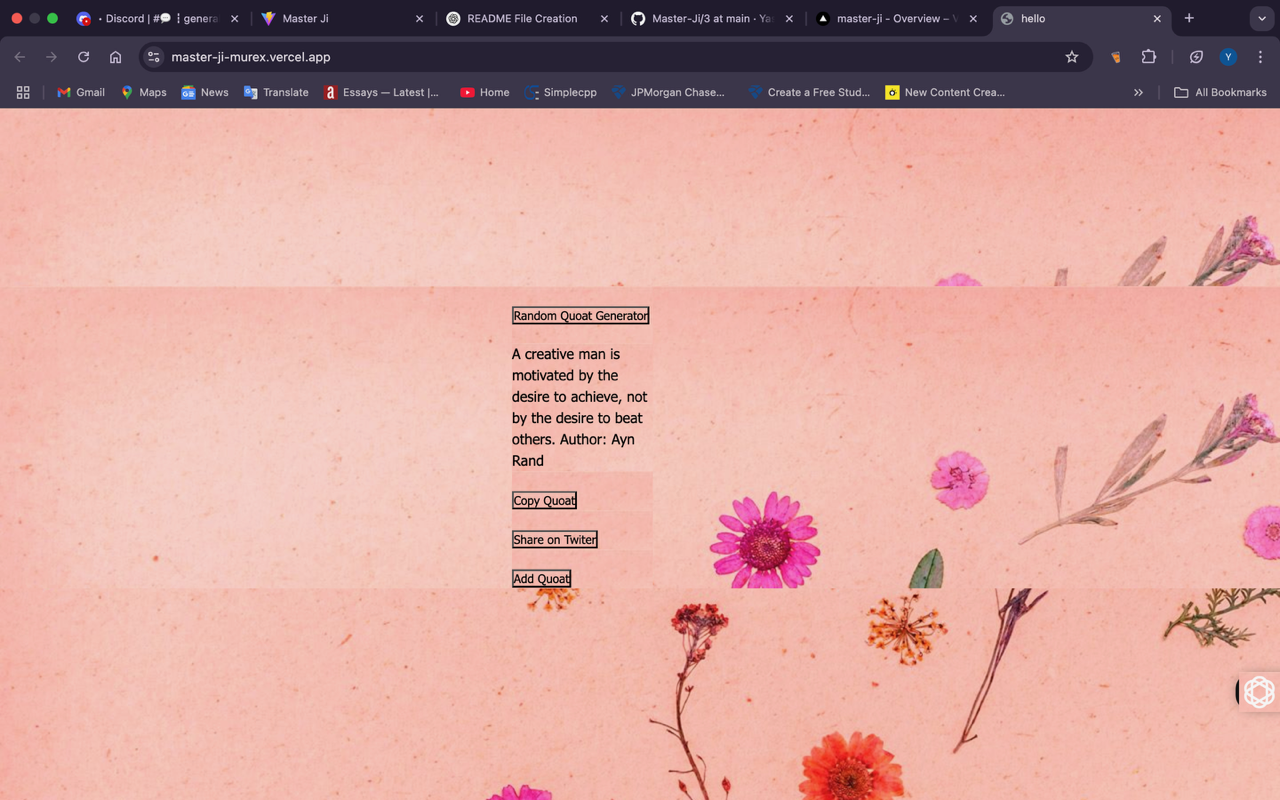 • Discord | #💬 ┇ genera
Master Ji
README File Creation
Master-Ji/3 at main · Ya
master-ji - Overview – V
hello
master-ji-murex.vercel.app
Y
Gmail
Maps
News
Translate
Essays — Latest |...
Home
Simplecpp
JPMorgan Chase...
Create a Free Stud...
New Content Crea...
All Bookmarks
Random Quoat Generator
A creative man is
motivated by the
desire to achieve, not
by the desire to beat
others. Author: Ayn
Rand
Copy Quoat
Share on Twiter
Add Quoat